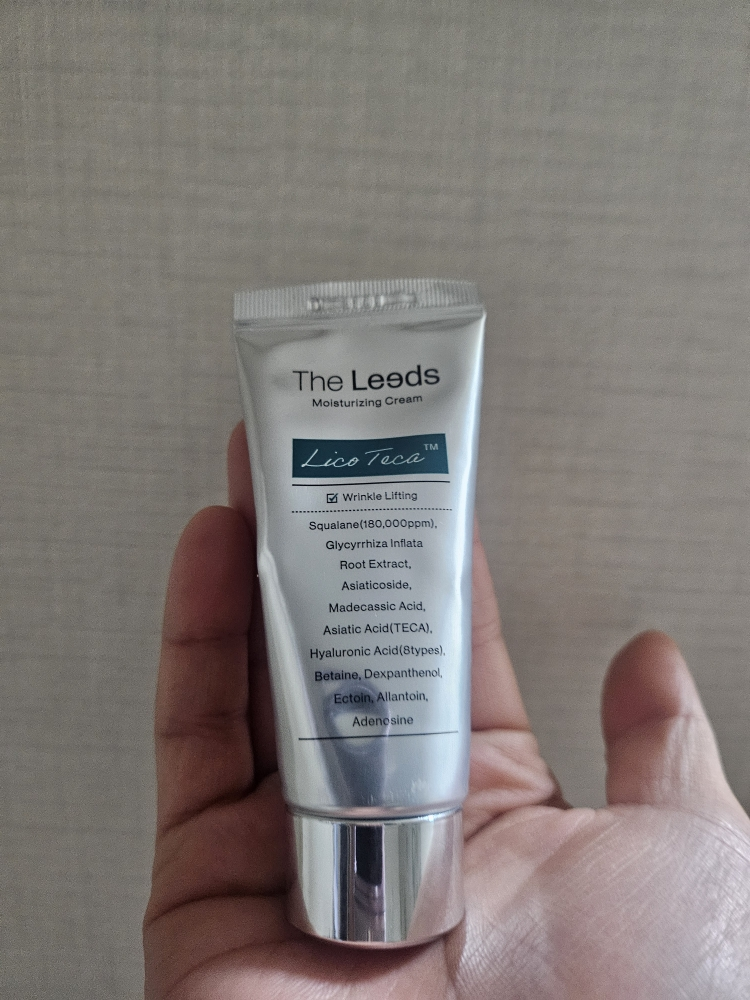 The Leeds
Moisturizing Cream
Lico Teca™
☑ Wrinkle Lifting
Squalane(180,000ppm),
Glycyrrhiza Inflata
Root Extract,
Asiaticoside,
Madecassic Acid,
Asiatic Acid(TECA),
Hyaluronic Acid(8types),
Betaine, Dexpanthenol,
Ectoin, Allantoin,
Adenosine